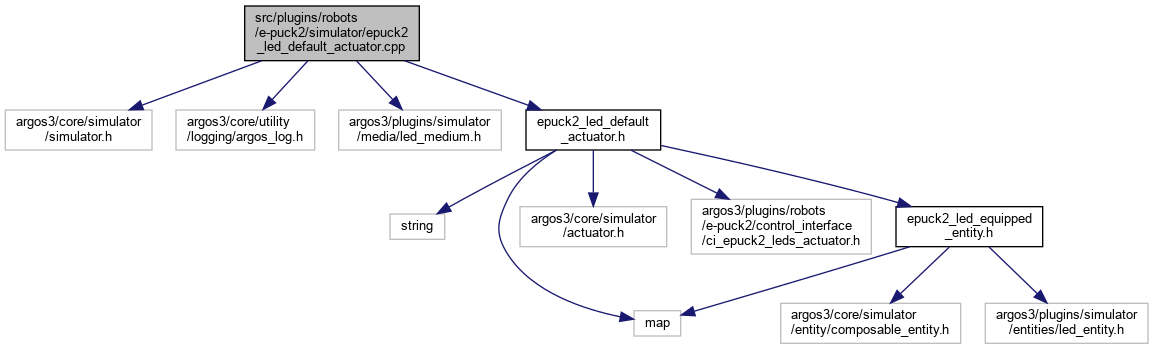 src/plugins/robots
/e-puck2/simulator/epuck2
_led_default_actuator.cpp
argos3/core/simulator
/simulator.h
argos3/core/utility
/logging/argos_log.h
argos3/plugins/simulator
/media/led_medium.h
epuck2_led_default
_actuator.h
string
argos3/core/simulator
/actuator.h
argos3/plugins/robots
/e-puck2/control_interface
/ci_epuck2_leds_actuator.h
epuck2_led_equipped
_entity.h
map
argos3/core/simulator
/entity/composable_entity.h
argos3/plugins/simulator
/entities/led_entity.h